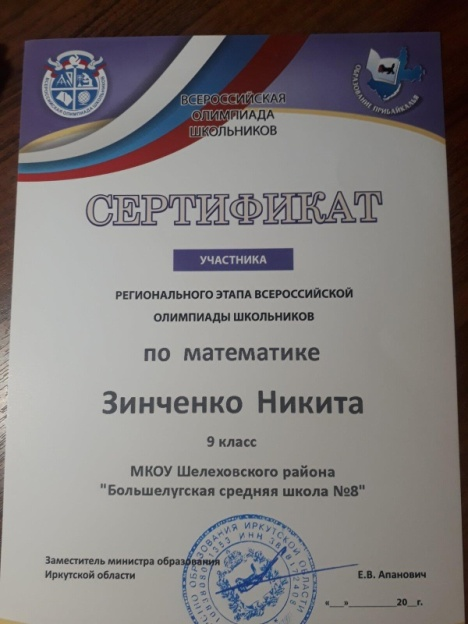 ВСЕРОССИЙСКАЯ
ОЛИМПИАДА
ШКОЛЬНИКОВ
ОБРАЗОВАНИЕ ПРИБАЙКАЛЬЯ
СЕРТИФИКАТ
УЧАСТНИКА
РЕГИОНАЛЬНОГО ЭТАПА ВСЕРОССИЙСКОЙ
ОЛИМПИАДЫ ШКОЛЬНИКОВ
по математике
Зинченко Никита
9 класс
МКОУ Шелеховского района
"Большелугская средняя школа №8"
Заместитель министра образования
Иркутской области
Е.В. Апанович
«___»__________20__г.